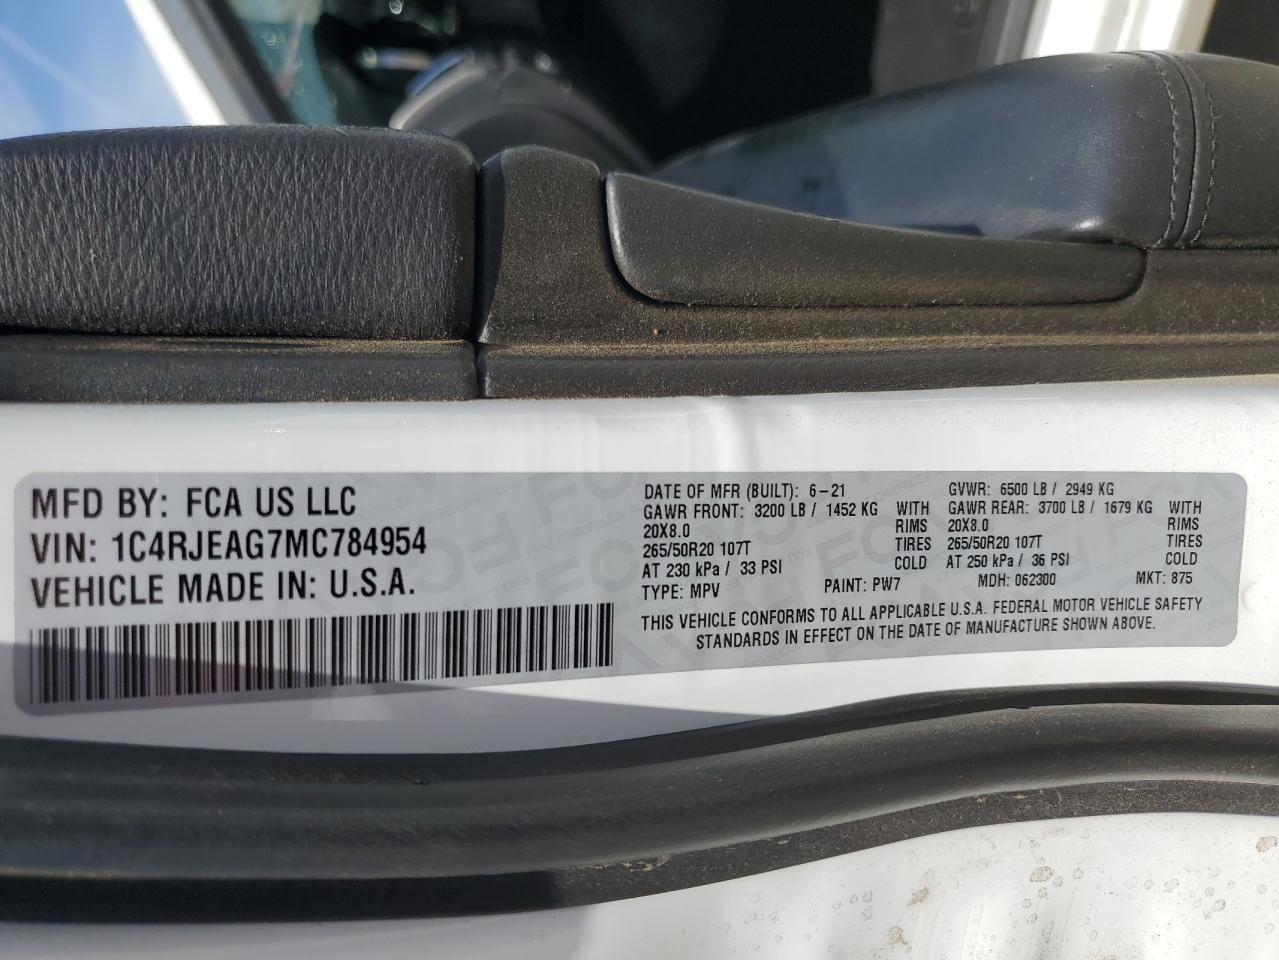 MFD BY: FCA US LLC
VIN: 1C4RJEAG7MC784954
VEHICLE MADE IN: U.S.A.
DATE OF MFR (BUILT): 6-21 GVWR: 6500 LB / 2949 KG
GAWR FRONT: 3200 LB / 1452 KG WITH GAWR REAR: 3700 LB / 1679 KG WITH
20X8.0 RIMS 20X8.0 RIMS
265/50R20 107T TIRES 265/50R20 107T TIRES
AT 230 kPa / 33 PSI COLD AT 250 kPa / 36 PSI COLD
TYPE: MPV PAINT: PW7 MDH: 062300 MKT: 875
THIS VEHICLE CONFORMS TO ALL APPLICABLE U.S.A. FEDERAL MOTOR VEHICLE SAFETY
STANDARDS IN EFFECT ON THE DATE OF MANUFACTURE SHOWN ABOVE.